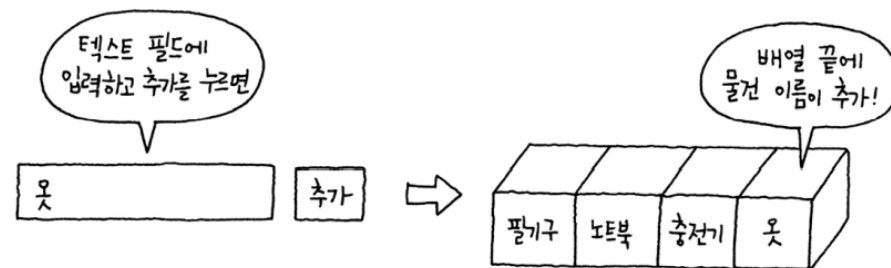 텍스트 필드에
입력하고 추가를 누르면
옷
추가
배열 끝에
물건 이름이 추가!
필기구
노트북
충전기
옷